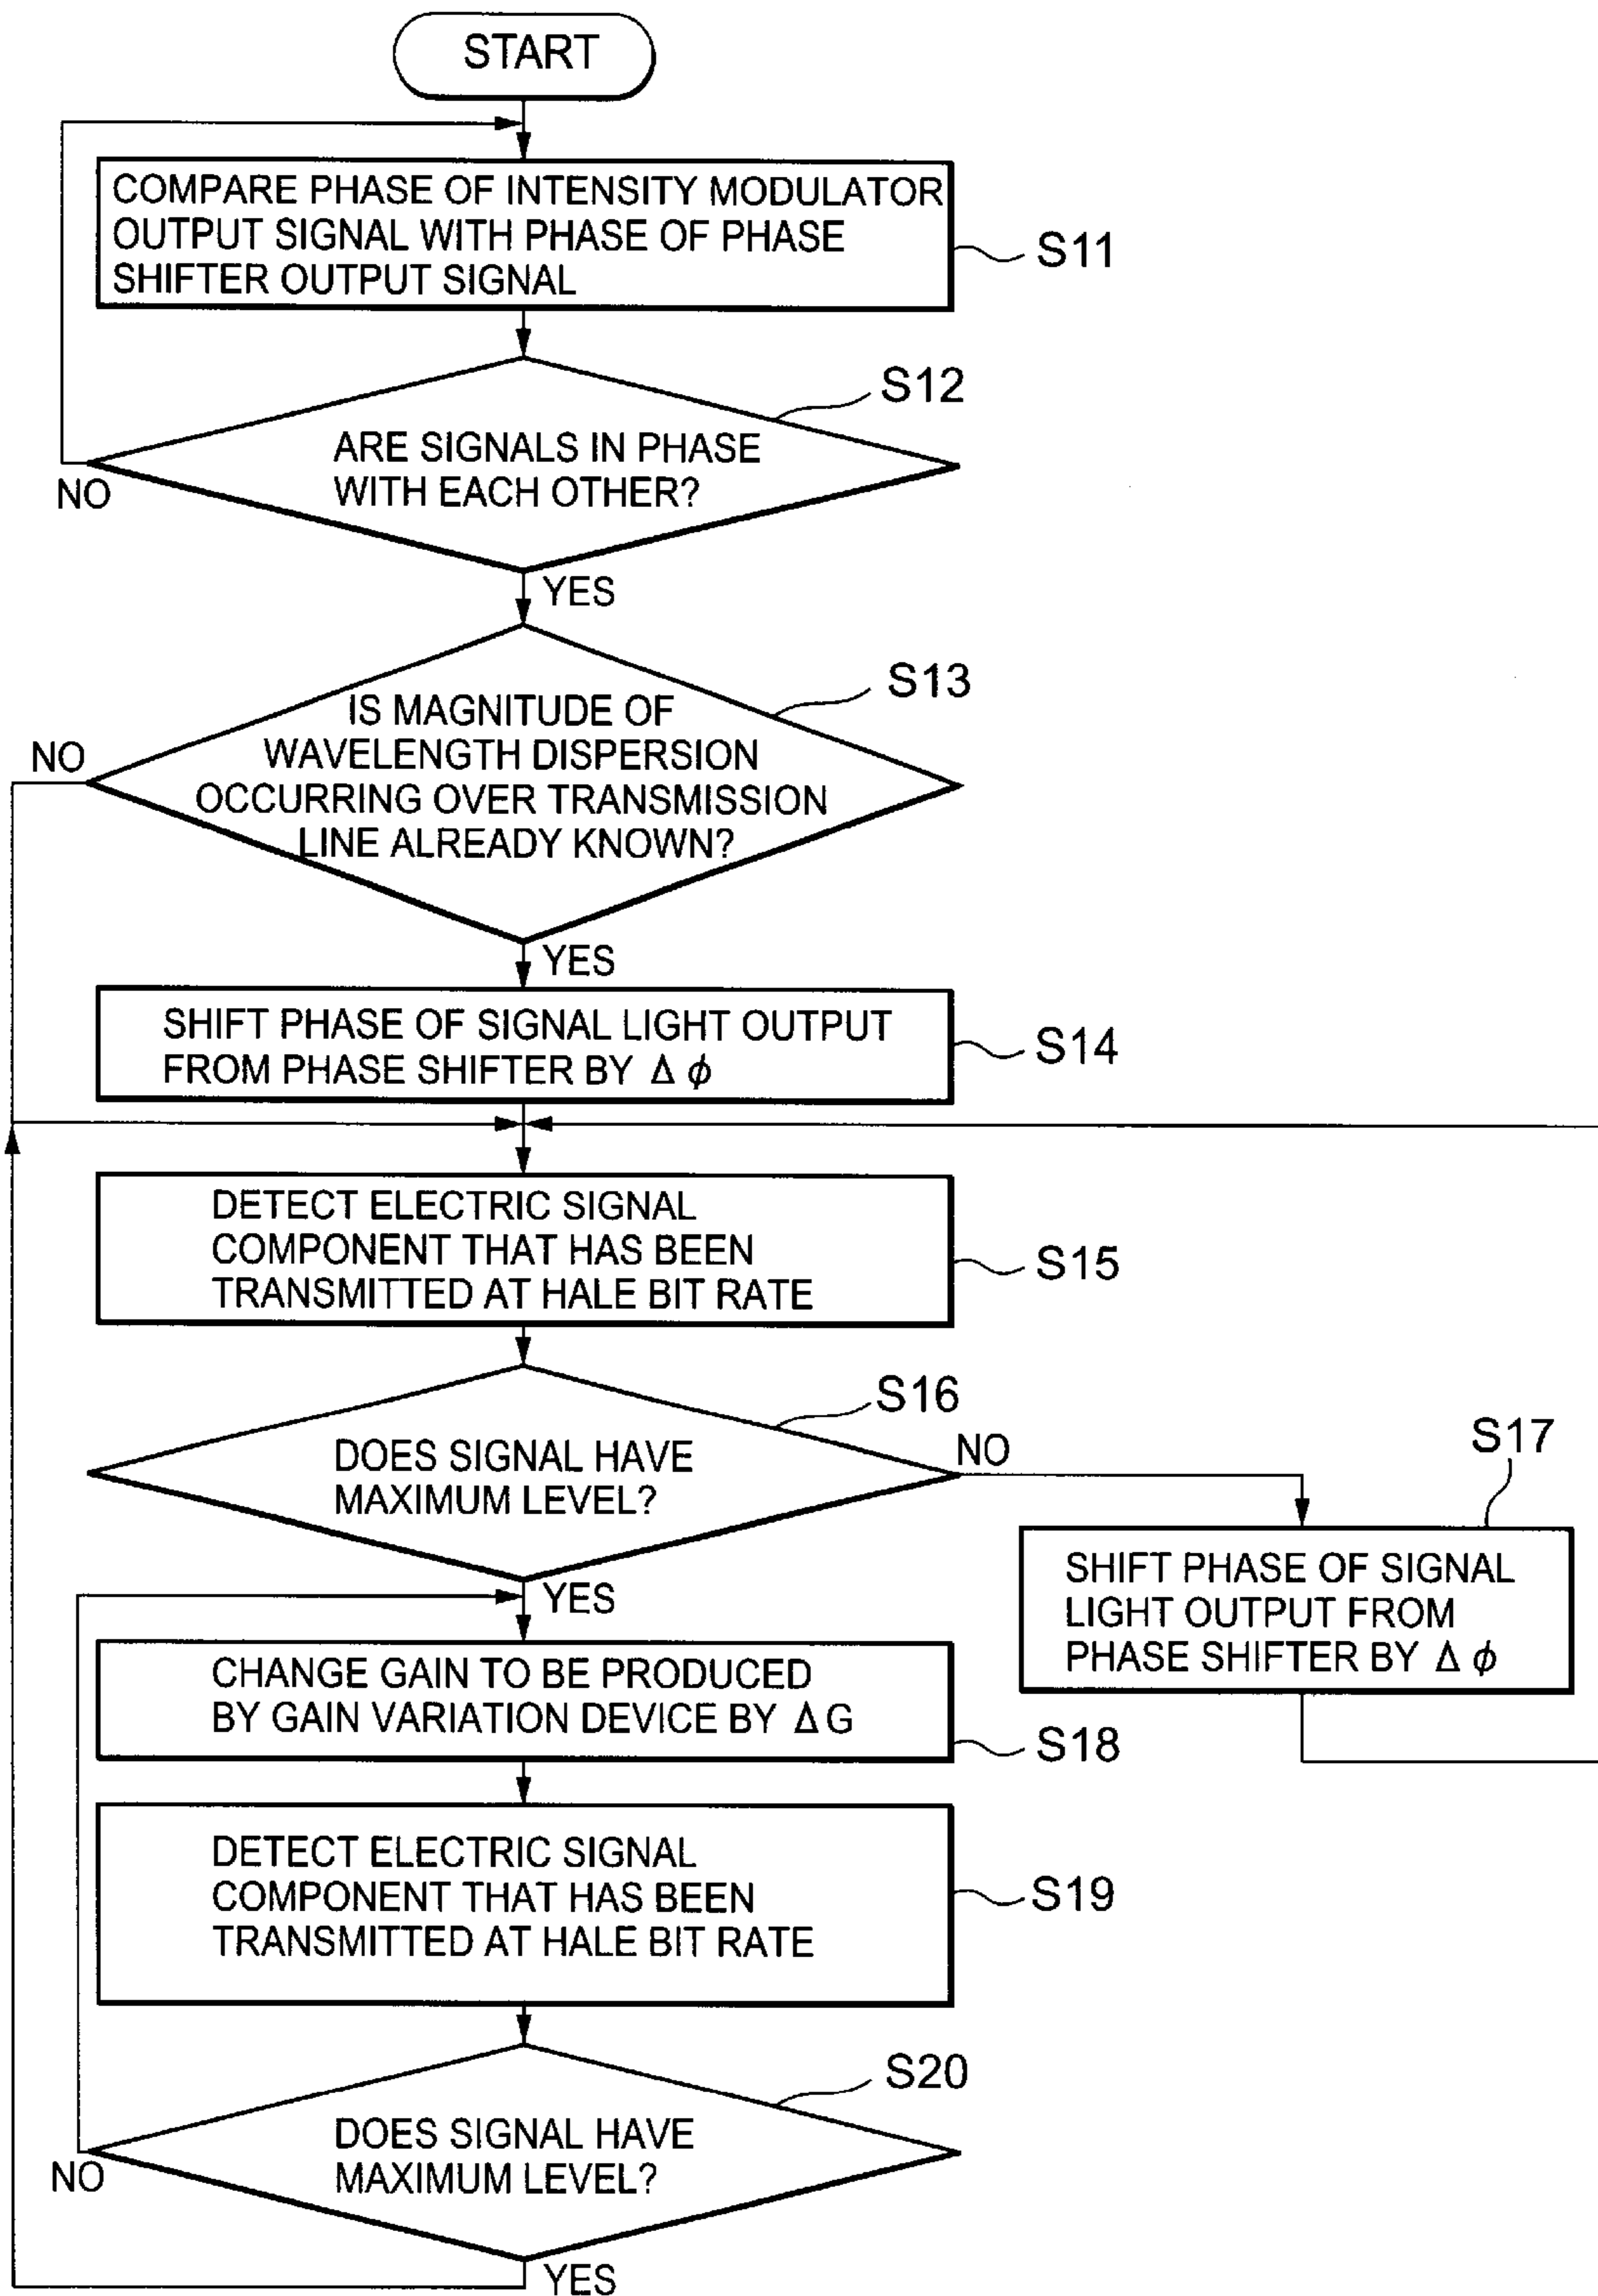 START
COMPARE PHASE OF INTENSITY MODULATOR
OUTPUT SIGNAL WITH PHASE OF PHASE
SHIFTER OUTPUT SIGNAL
S11
S12
ARE SIGNALS IN PHASE
WITH EACH OTHER?
NO
YES
S13
IS MAGNITUDE OF
WAVELENGTH DISPERSION
OCCURRING OVER TRANSMISSION
LINE ALREADY KNOWN?
NO
YES
SHIFT PHASE OF SIGNAL LIGHT OUTPUT
FROM PHASE SHIFTER BY Δ ϕ
S14
DETECT ELECTRIC SIGNAL
COMPONENT THAT HAS BEEN
TRANSMITTED AT HALE BIT RATE
S15
S16
DOES SIGNAL HAVE
MAXIMUM LEVEL?
NO
YES
S17
SHIFT PHASE OF SIGNAL
LIGHT OUTPUT FROM
PHASE SHIFTER BY Δ ϕ
CHANGE GAIN TO BE PRODUCED
BY GAIN VARIATION DEVICE BY Δ G
S18
DETECT ELECTRIC SIGNAL
COMPONENT THAT HAS BEEN
TRANSMITTED AT HALE BIT RATE
S19
S20
DOES SIGNAL HAVE
MAXIMUM LEVEL?
NO
YES